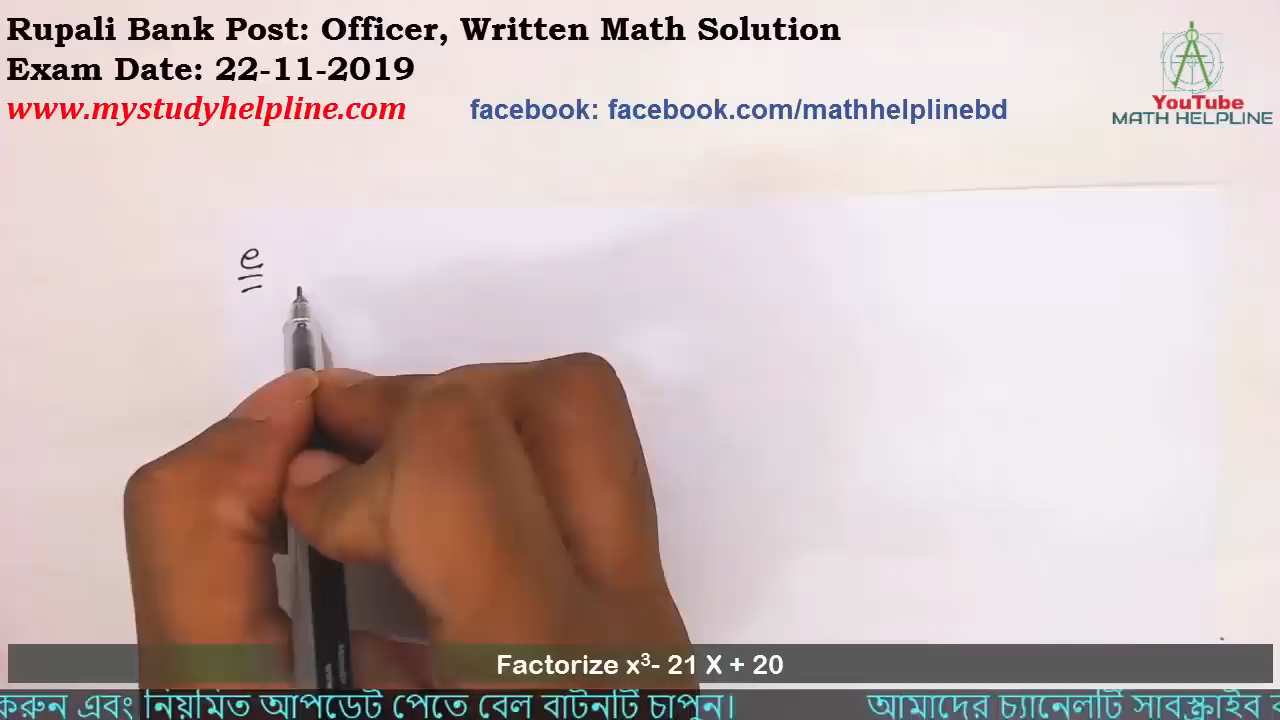 Rupali Bank Post: Officer, Written Math Solution
Exam Date: 22-11-2019
www.mystudyhelpline.com facebook: facebook.com/mathhelplinebd
YouTube
MATH HELPLINE
e
Factorize x³- 21 X + 20
করুন এবং নিয়মিত আপডেট পেতে বেল বাটনটি চাপুন। আমাদের চ্যানেলটি সাবস্ক্রাইব